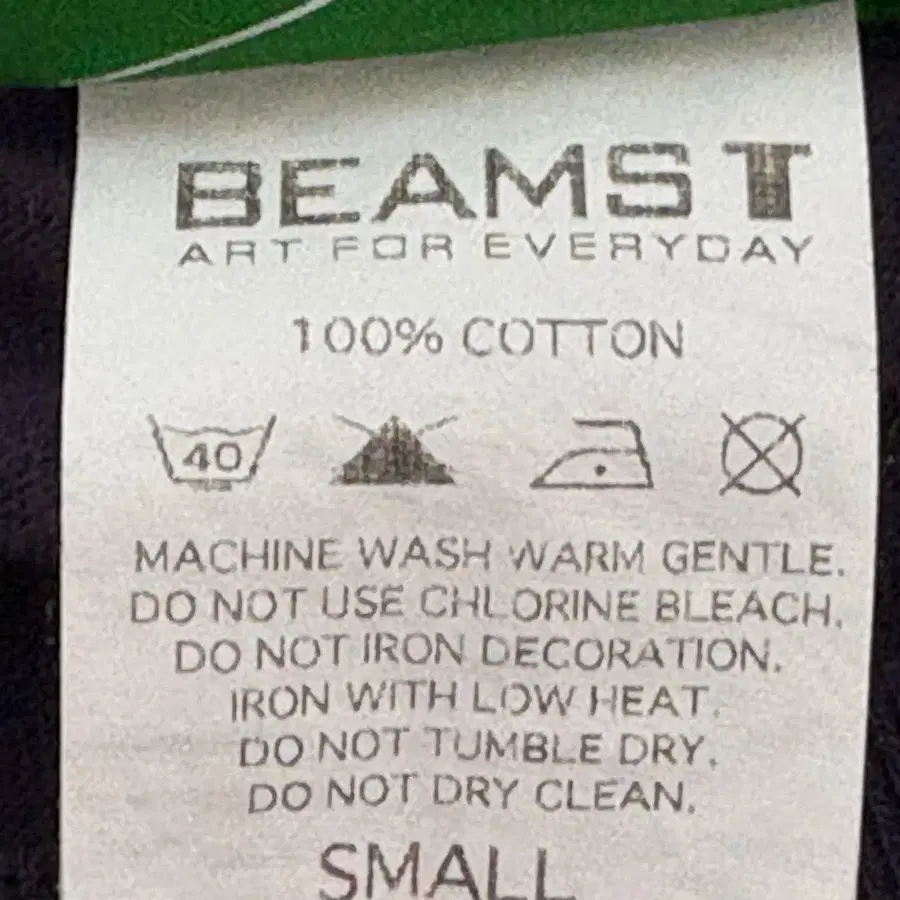 BEAMS T
ART FOR EVERYDAY
100% COTTON
40
MACHINE WASH WARM GENTLE.
DO NOT USE CHLORINE BLEACH.
DO NOT IRON DECORATION.
IRON WITH LOW HEAT.
DO NOT TUMBLE DRY.
DO NOT DRY CLEAN.
SMALL